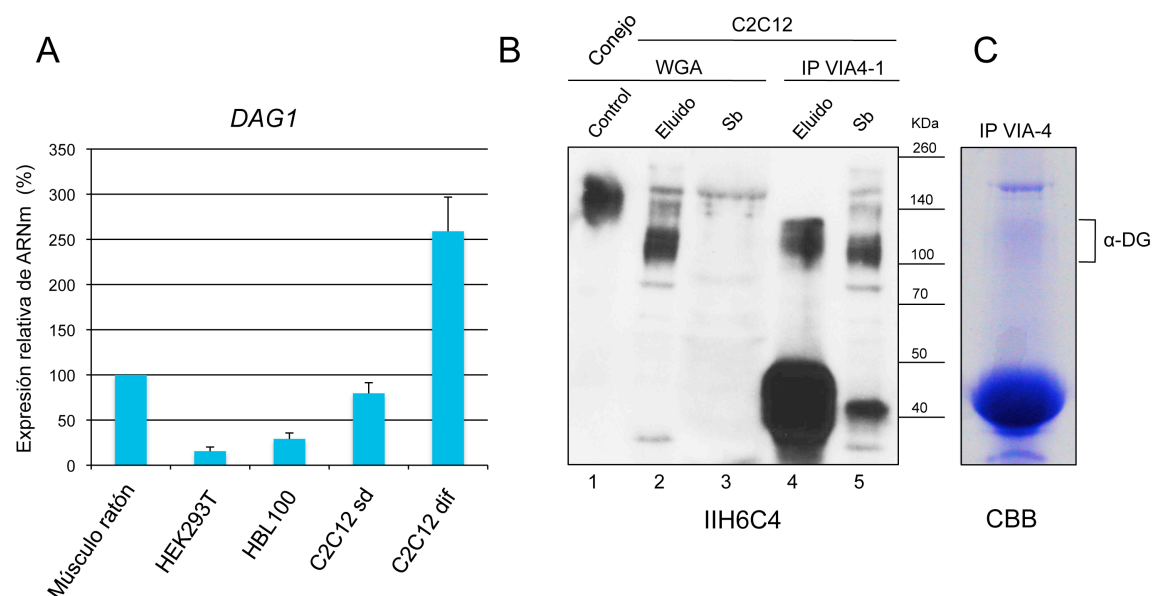 A
DAG1
Expresión relativa de ARNm (%)
350
300
250
200
150
100
50
0
Músculo ratón
HEK293T
HBL100
C2C12 sd
C2C12 dif
B
Conejo
C2C12
WGA
IP VIA4-1
Control
Eluido
Sb
Eluido
Sb
KDa
260
140
100
70
50
40
1 2 3 4 5
IIH6C4
C
IP VIA-4
α-DG
CBB